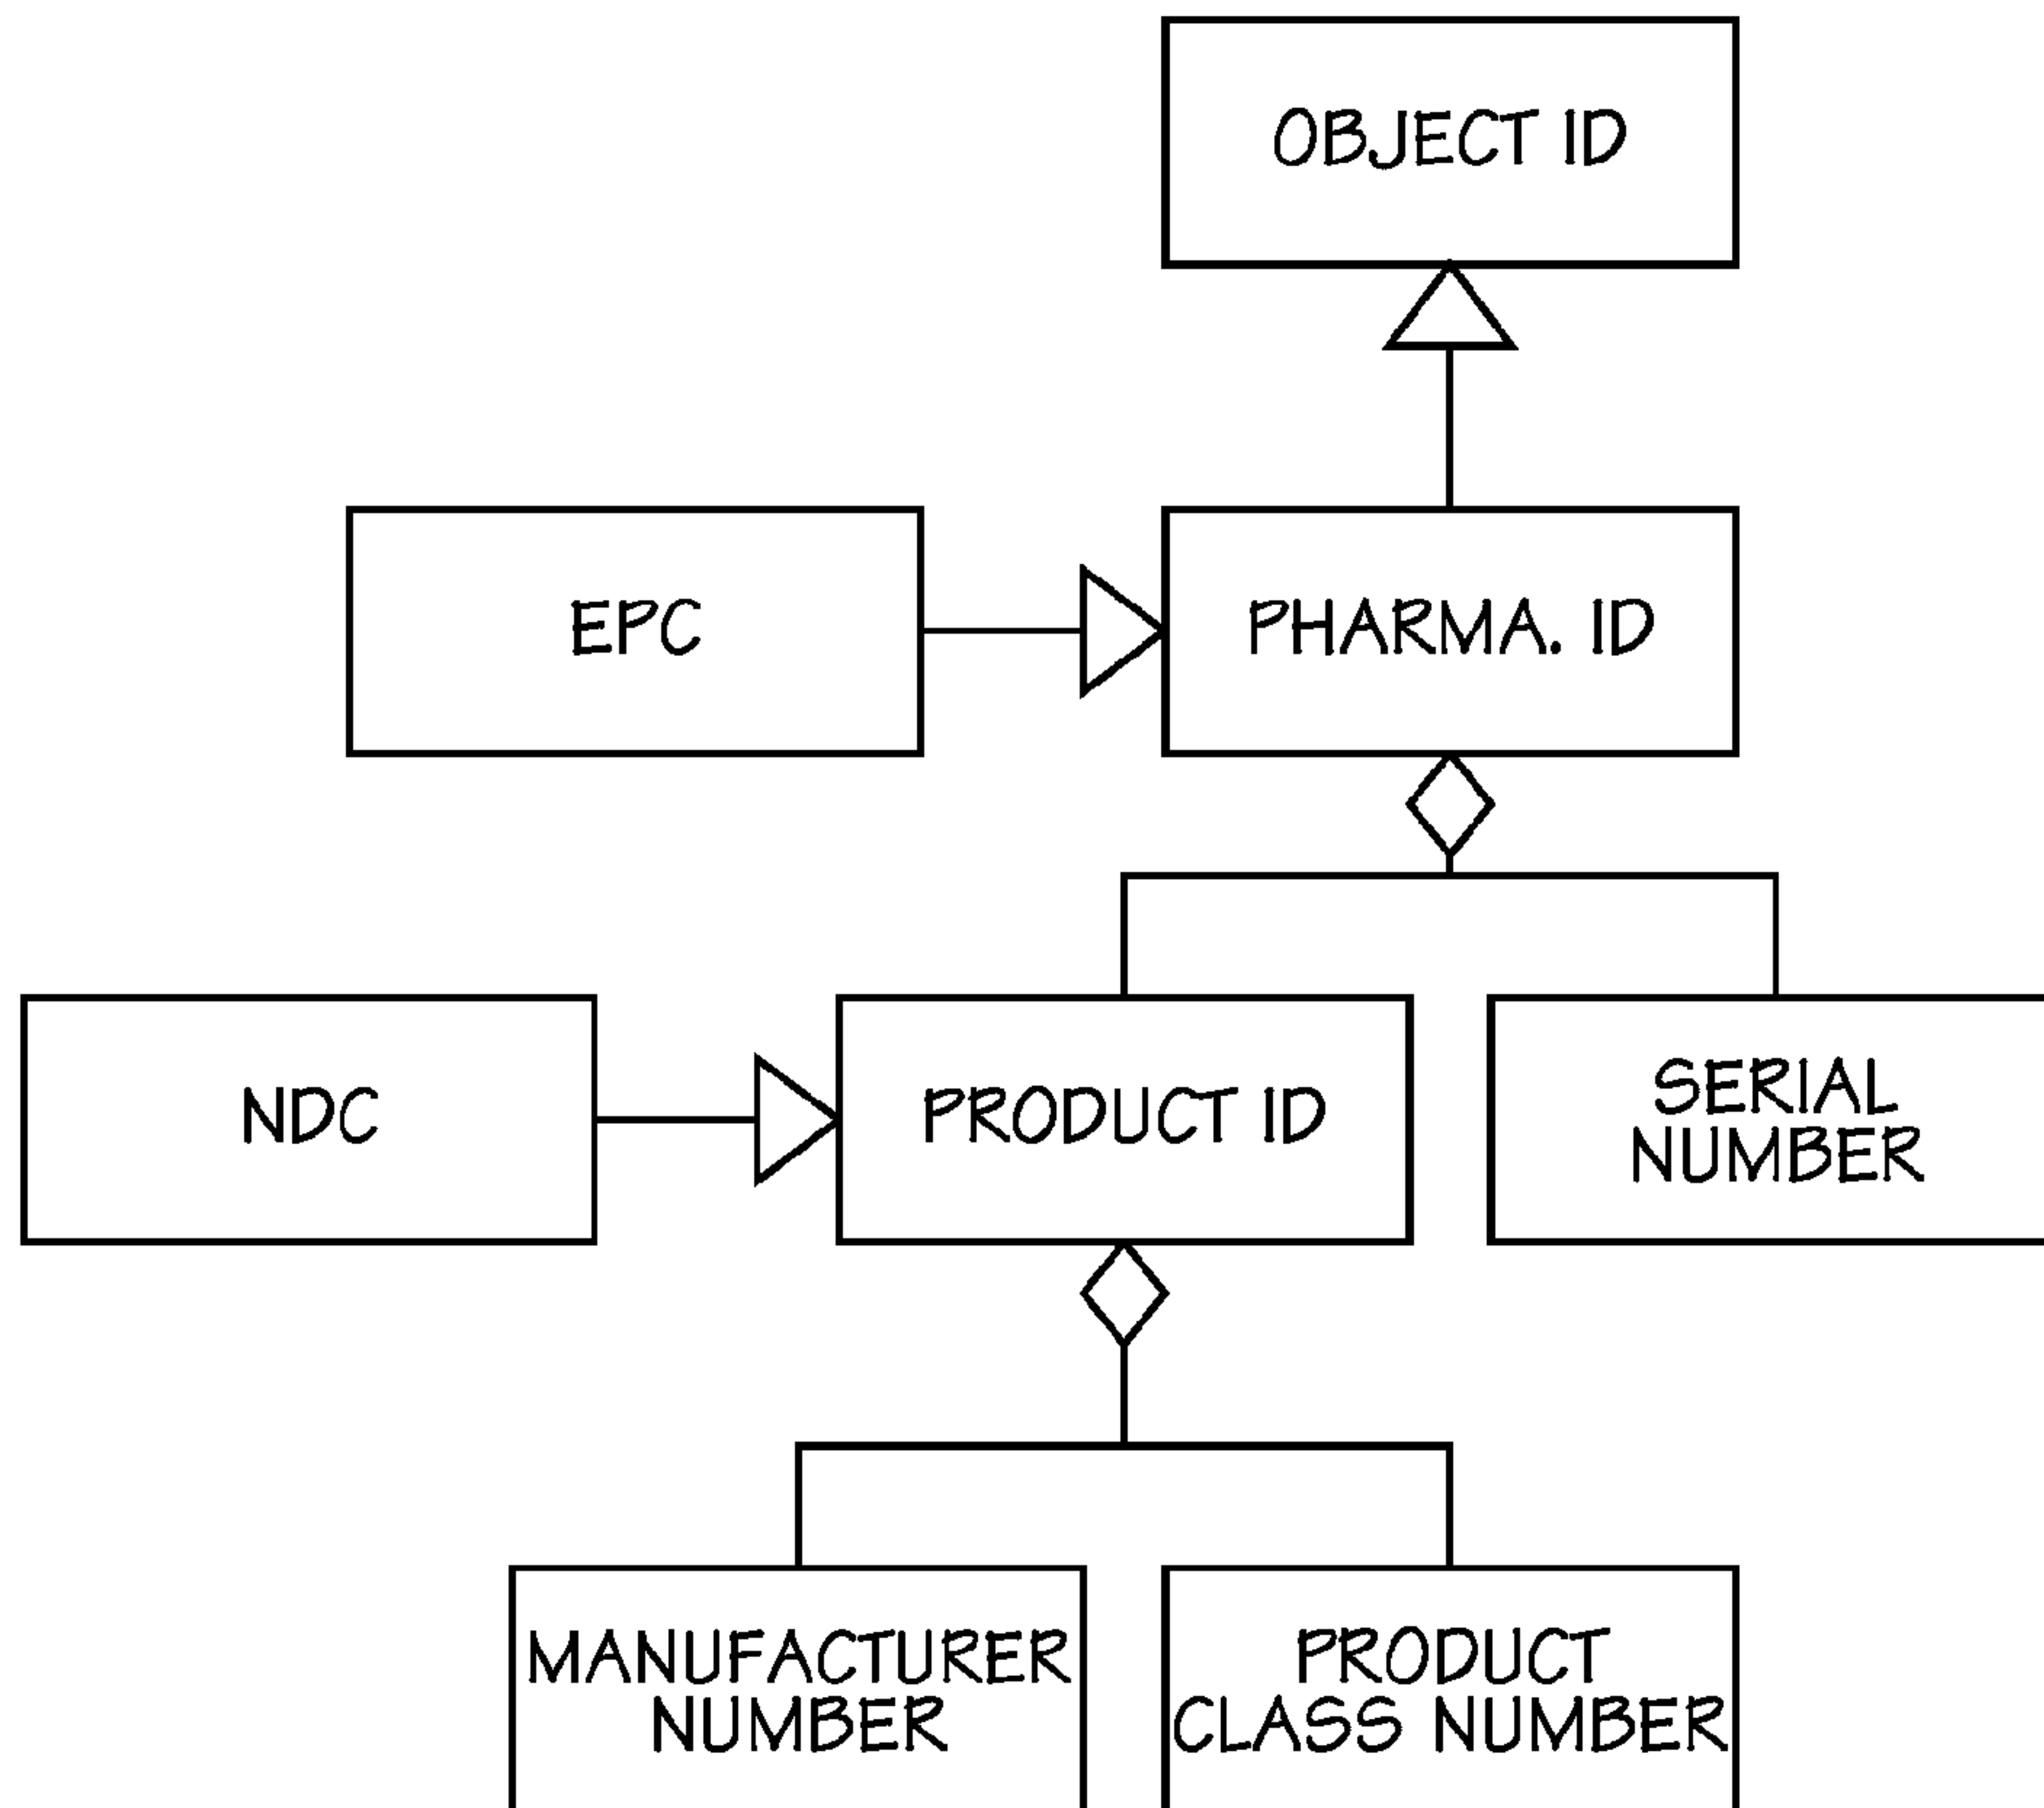 OBJECT ID
EPC
PHARMA. ID
NDC
PRODUCT ID
SERIAL
NUMBER
MANUFACTURER
NUMBER
PRODUCT
CLASS NUMBER